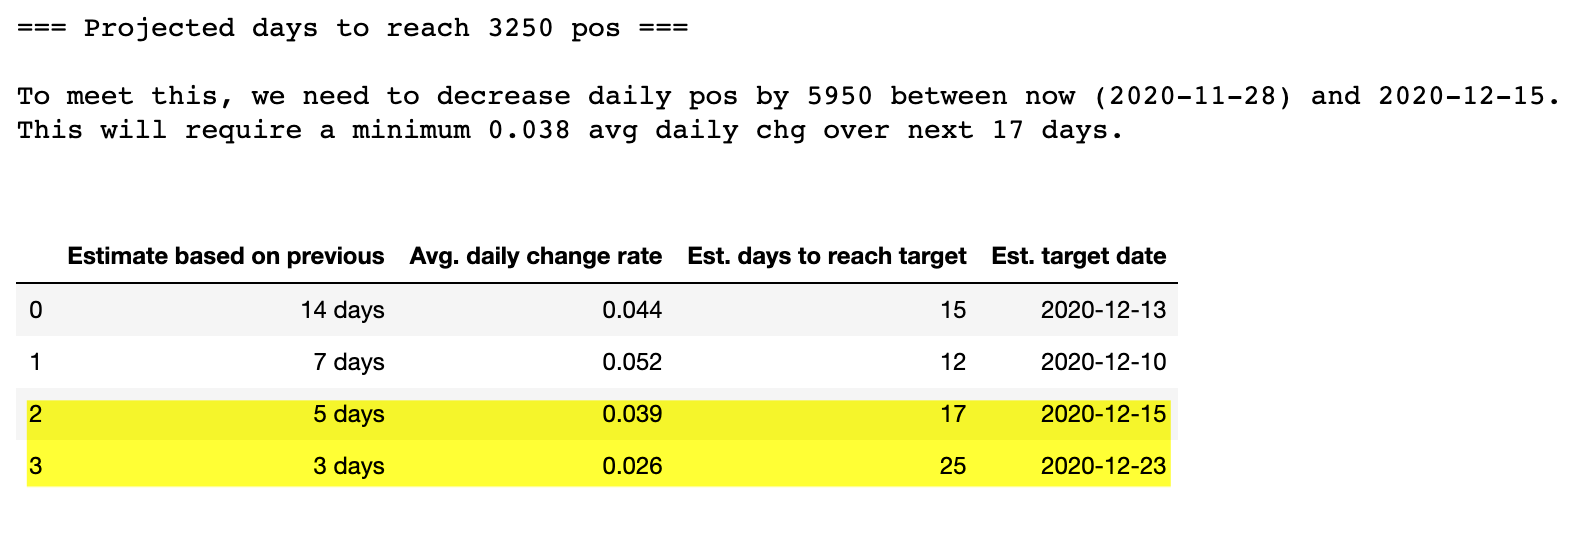 === Projected days to reach 3250 pos ===
To meet this, we need to decrease daily pos by 5950 between now (2020-11-28) and 2020-12-15.
This will require a minimum 0.038 avg daily chg over next 17 days.
Estimate based on previous Avg. daily change rate Est. days to reach target Est. target date
0 14 days 0.044 15 2020-12-13
1 7 days 0.052 12 2020-12-10
2 5 days 0.039 17 2020-12-15
3 3 days 0.026 25 2020-12-23